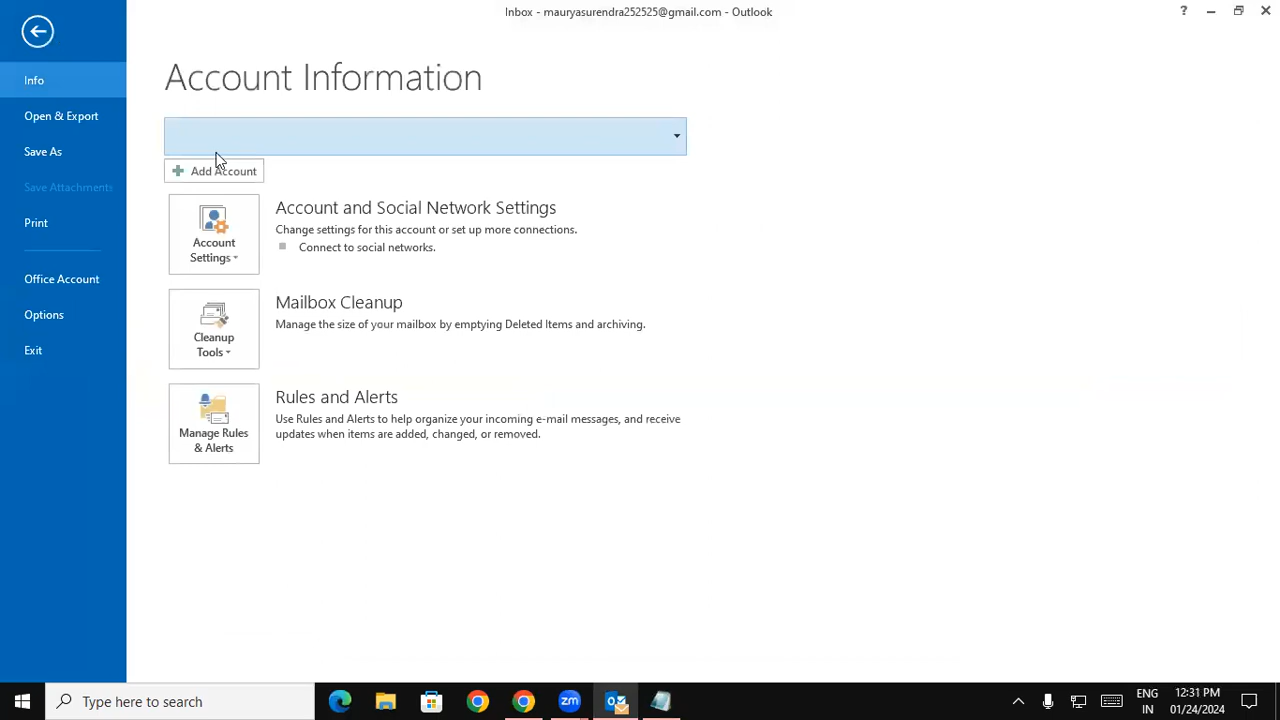 Inbox - mauryasurendra252525@gmail.com - Outlook
?
Info
Open & Export
Save As
Save Attachments
Print
Office Account
Options
Exit
Account Information
Add Account
Account Settings
Account and Social Network Settings
Change settings for this account or set up more connections.
Connect to social networks.
Cleanup Tools
Mailbox Cleanup
Manage the size of your mailbox by emptying Deleted Items and archiving.
Manage Rules & Alerts
Rules and Alerts
Use Rules and Alerts to help organize your incoming e-mail messages, and receive
updates when items are added, changed, or removed.
Type here to search
zm
ENG
IN
12:31 PM
01/24/2024